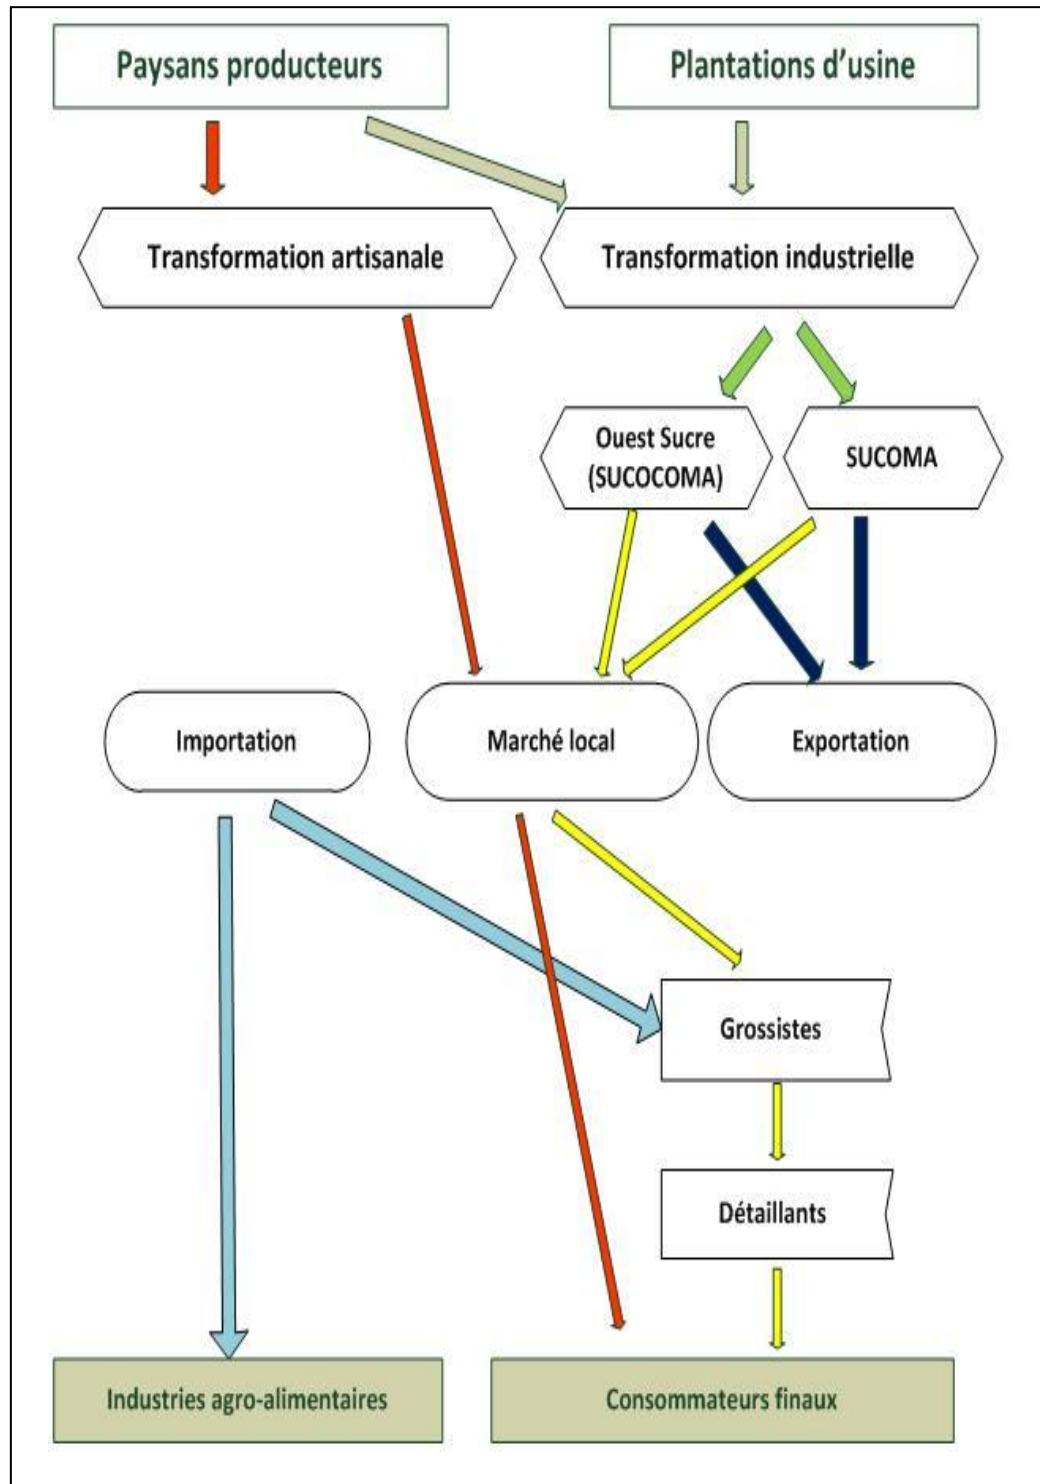 Paysans producteurs
Plantations d'usine
Transformation artisanale
Transformation industrielle
Ouest Sucre
(SUCOCOMA)
SUCOMA
Importation
Marché local
Exportation
Grossistes
Détaillants
Industries agro-alimentaires
Consommateurs finaux